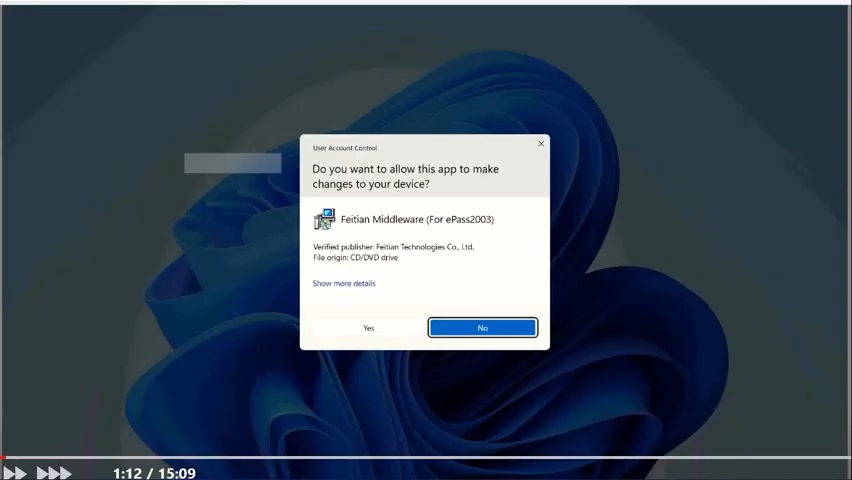 User Account Control
Do you want to allow this app to make
changes to your device?
Feitian Middleware (For ePass2003)
Verified publisher: Feitian Technologies Co., Ltd.
File origin: CD/DVD drive
Show more details
Yes
No
1:12 / 15:09